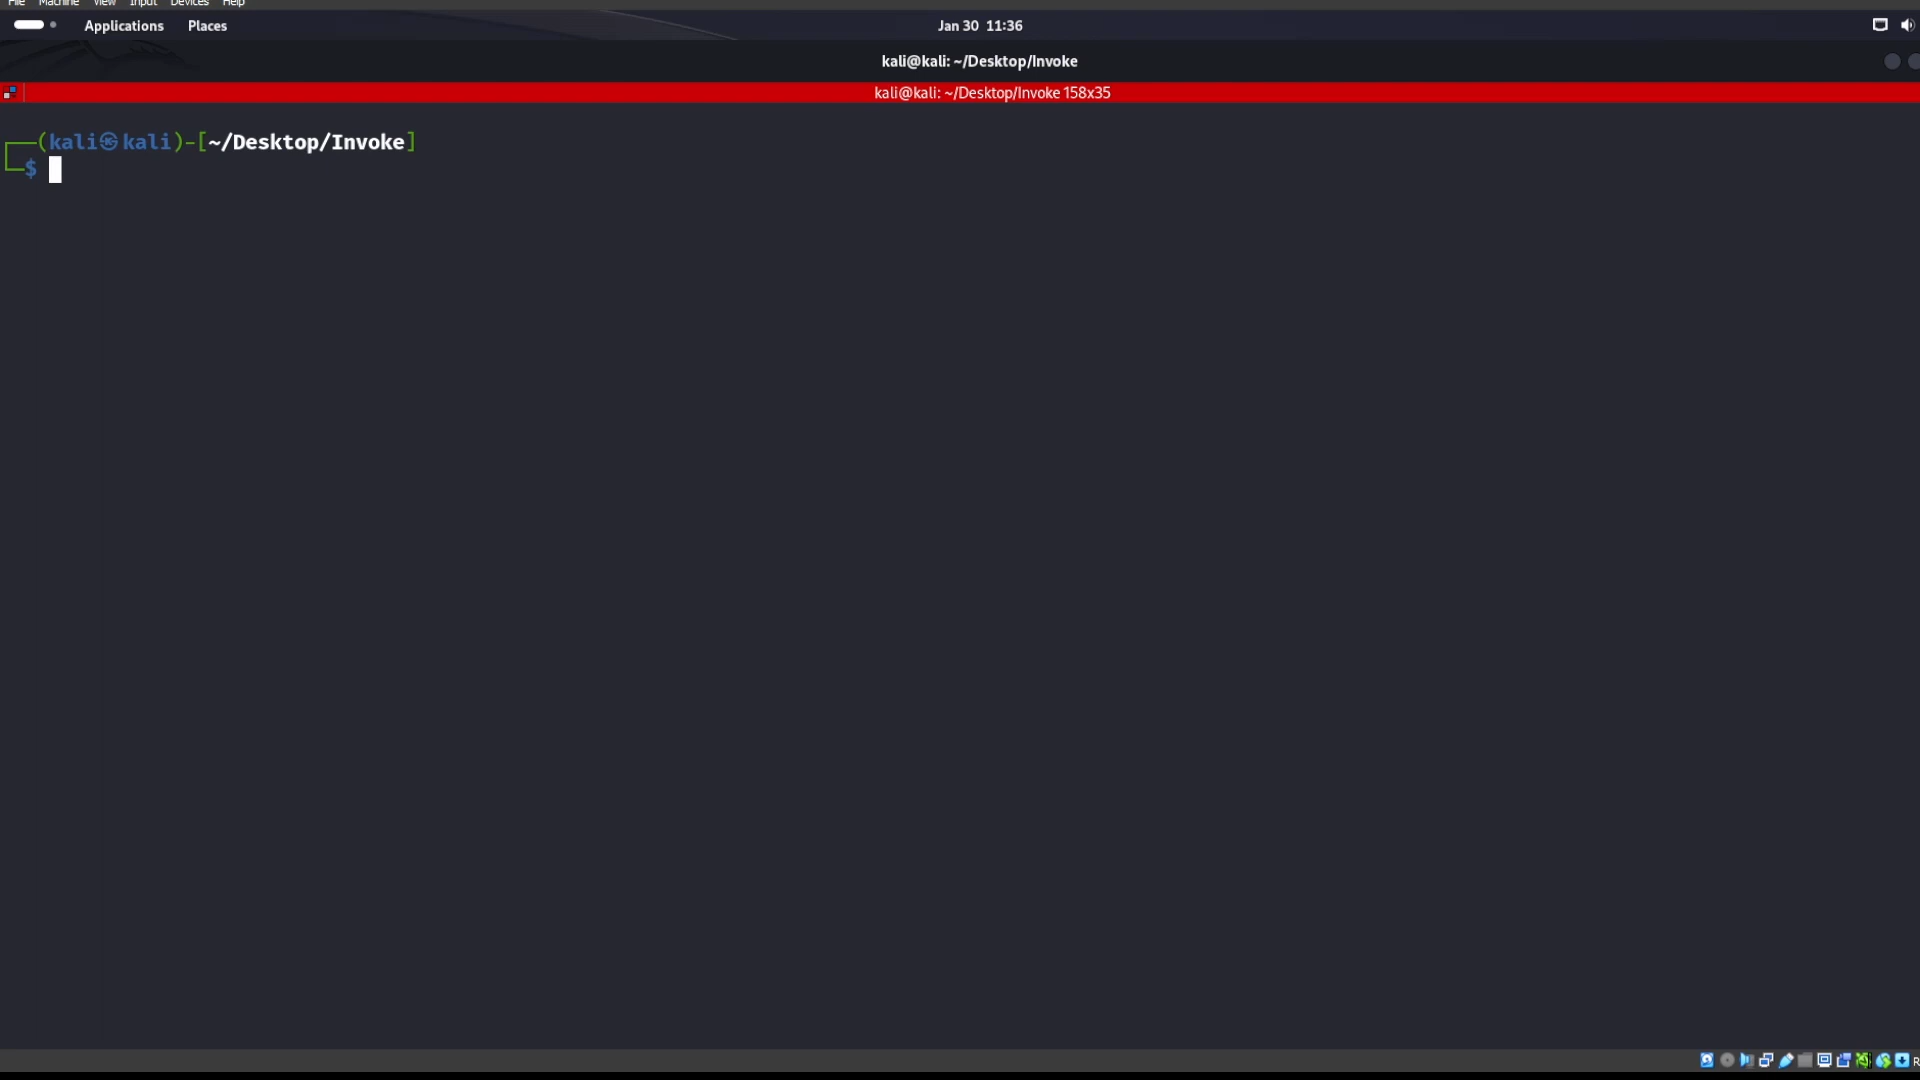 File Machine View Input Devices Help
Applications Places Jan 30 11:36
kali@kali: ~/Desktop/Invoke
kali@kali: ~/Desktop/Invoke 158x35
┌──(kali㉿kali)-[~/Desktop/Invoke]
└─$
R